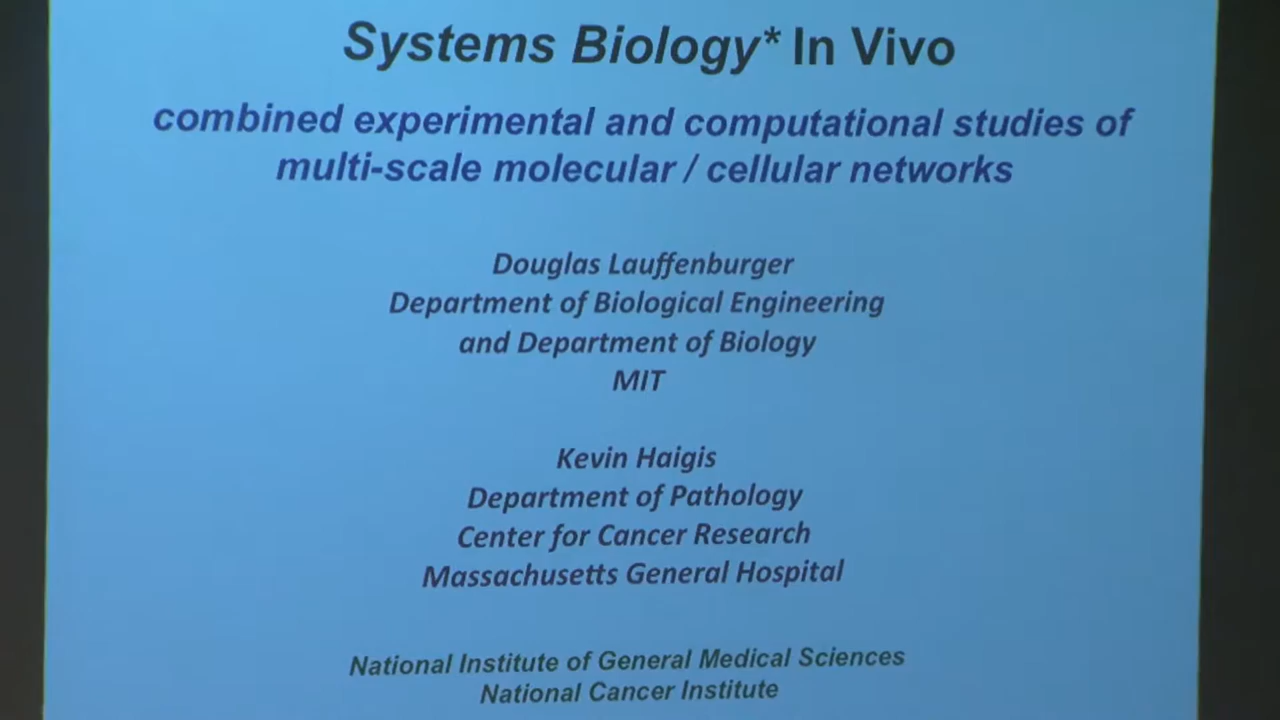 Systems Biology* In Vivo
combined experimental and computational studies of
multi-scale molecular / cellular networks
Douglas Lauffenburger
Department of Biological Engineering
and Department of Biology
MIT
Kevin Haigis
Department of Pathology
Center for Cancer Research
Massachusetts General Hospital
National Institute of General Medical Sciences
National Cancer Institute